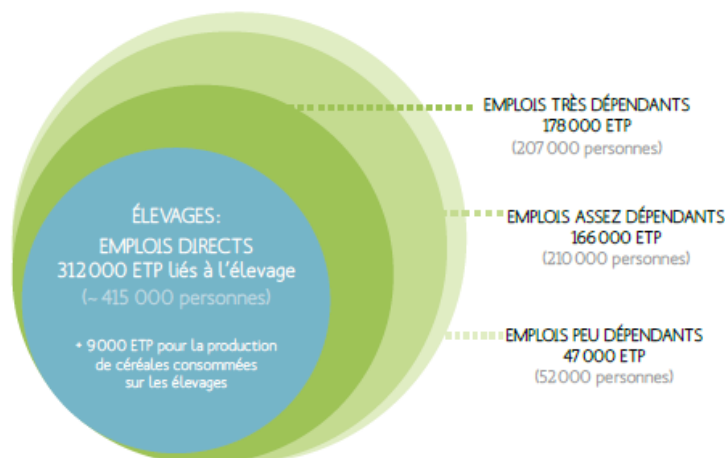 ÉLEVAGES:
EMPLOIS DIRECTS
312 000 ETP liés à l'élevage
(~ 415 000 personnes)
+ 9 000 ETP pour la production
de céréales consommées
sur les élevages
EMPLOIS TRÈS DÉPENDANTS
178 000 ETP
(207 000 personnes)
EMPLOIS ASSEZ DÉPENDANTS
166 000 ETP
(210 000 personnes)
EMPLOIS PEU DÉPENDANTS
47 000 ETP
(52 000 personnes)